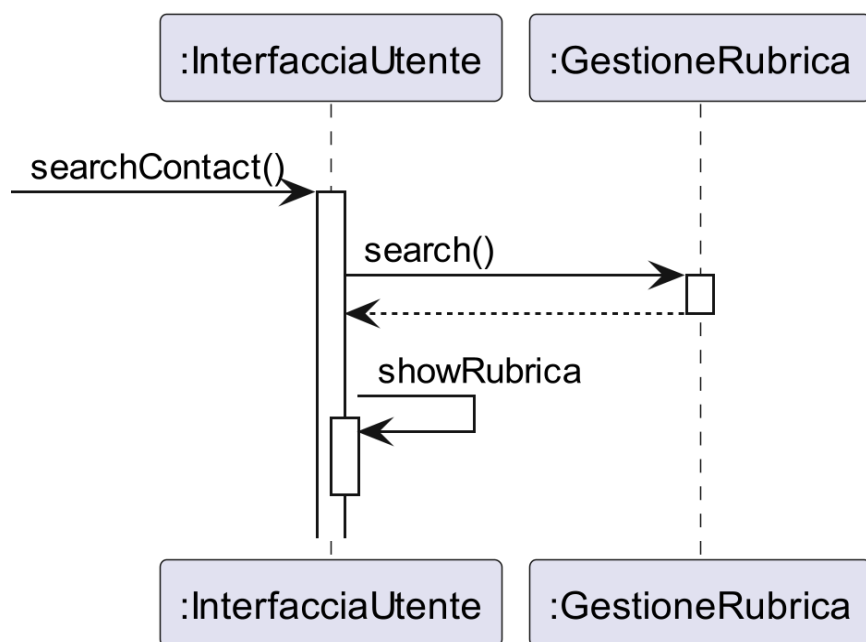 :InterfacciaUtente
:GestioneRubrica
searchContact()
search()
showRubrica
:InterfacciaUtente
:GestioneRubrica